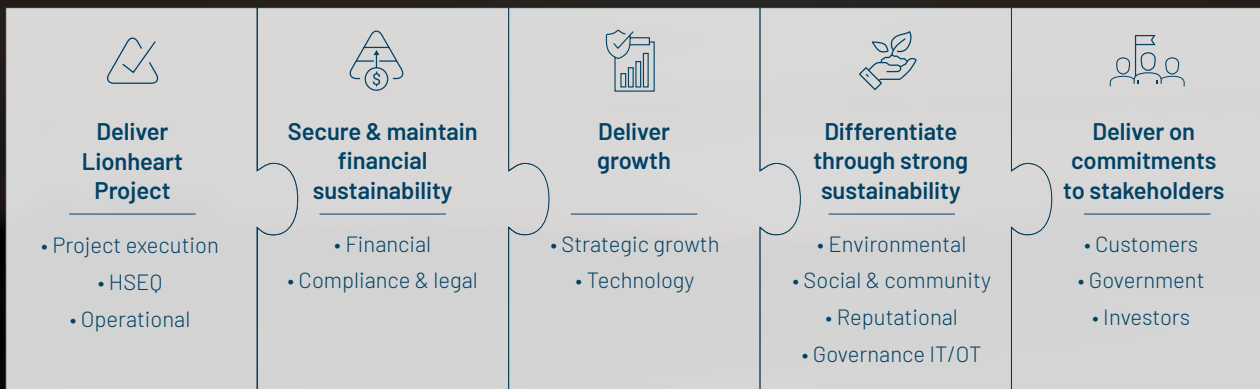 Deliver
Lionheart
Project
• Project execution
• HSEQ
• Operational
Secure & maintain
financial
sustainability
• Financial
• Compliance & legal
Deliver
growth
• Strategic growth
• Technology
Differentiate
through strong
sustainability
• Environmental
• Social & community
• Reputational
• Governance IT/OT
Deliver on
commitments
to stakeholders
• Customers
• Government
• Investors